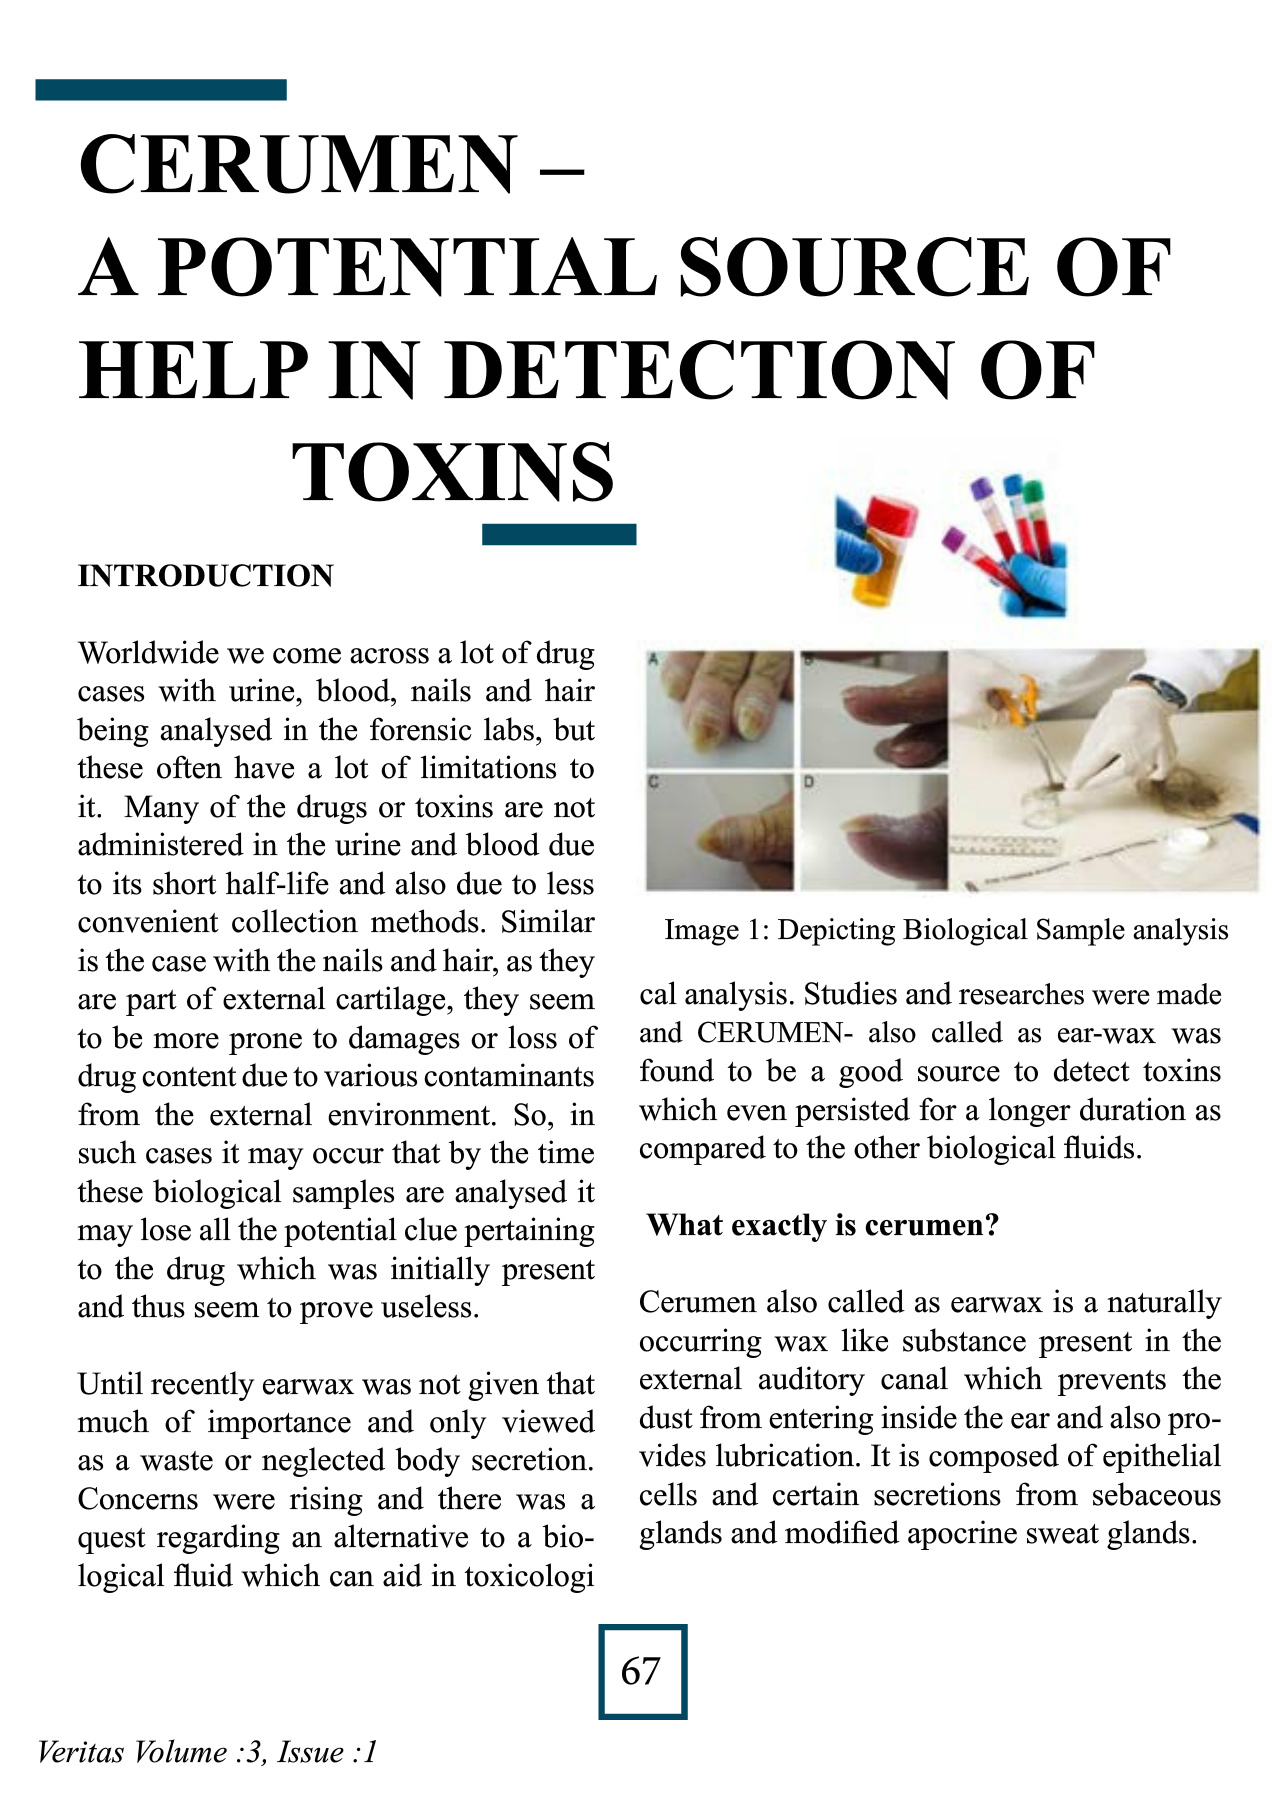 CERUMEN –
A POTENTIAL SOURCE OF
HELP IN DETECTION OF
TOXINS
INTRODUCTION
Worldwide we come across a lot of drug
cases with urine, blood, nails and hair
being analysed in the forensic labs, but
these often have a lot of limitations to
it.  Many of the drugs or toxins are not
administered in the urine and blood due
to its short half-life and also due to less
convenient collection methods. Similar
is the case with the nails and hair, as they
are part of external cartilage, they seem
to be more prone to damages or loss of
drug content due to various contaminants
from the external environment. So, in
such cases it may occur that by the time
these biological samples are analysed it
may lose all the potential clue pertaining
to the drug which was initially present
and thus seem to prove useless.
Until recently earwax was not given that
much of importance and only viewed
as a waste or neglected body secretion.
Concerns were rising and there was a
quest regarding an alternative to a bio-
logical fluid which can aid in toxicologi
A
B
C
D
Image 1: Depicting Biological Sample analysis
cal analysis. Studies and researches were made
and CERUMEN- also called as ear-wax was
found to be a good source to detect toxins
which even persisted for a longer duration as
compared to the other biological fluids.
What exactly is cerumen?
Cerumen also called as earwax is a naturally
occurring wax like substance present in the
external auditory canal which prevents the
dust from entering inside the ear and also pro-
vides lubrication. It is composed of epithelial
cells and certain secretions from sebaceous
glands and modified apocrine sweat glands.
67
Veritas Volume :3, Issue :1